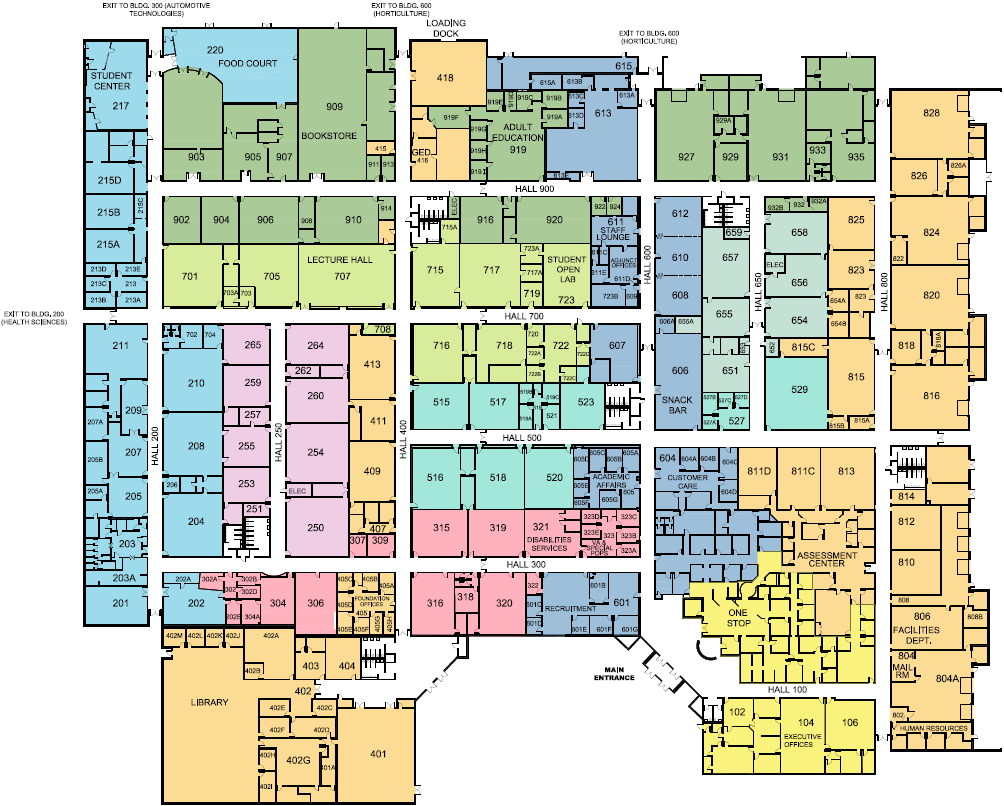 EXIT TO BLDG. 300 (AUTOMOTIVE
TECHNOLOGIES)
EXIT TO BLDG. 600
(HORTICULTURE)
LOADING
DOCK
EXIT TO BLDG. 600
(HORTICULTURE)
STUDENT
CENTER
217
220
FOOD COURT
909
BOOKSTORE
903
905
907
415
911
913
418
919F
GED
416
615
615A
613B
613A
613
919C
919B
919A
919G
919H
ADULT
EDUCATION
919
927
929A
929
931
933
935
828
826
826A
215D
215B
215C
215A
213D
213E
213C
213
213B
213A
HALL 900
902
904
906
908
910
914
701
703A
703
705
LECTURE HALL
707
ELEC
715A
916
920
922
924
611
STAFF
LOUNGE
ADJUNCT
OFFICES
611E
611D
723B
609
715
717
723A
717A
719
STUDENT
OPEN
LAB
723
HALL 600
612
610
608
659
657
655
606A
655A
HALL 650
932B
932
932A
658
ELEC
656
654
825
823
823
654A
654B
HALL 800
824
822
820
EXIT TO BLDG. 200
(HEALTH SCIENCES)
HALL 700
211
209
207A
207
205B
205A
205
203
203A
201
HALL 200
702
704
210
208
206
204
265
259
257
255
253
251
HALL 250
264
262
260
254
ELEC
250
708
413
411
409
407
307
309
HALL 400
716
718
720
722A
722B
722
722C
607
515
517
519A
521
523
606
SNACK
BAR
651
527A
527
652
815C
529
815
815B
815A
818
818A
816
HALL 500
516
518
520
605C
605B
605A
605D
ACADEMIC
AFFAIRS
605E
605G
605
605F
315
319
321
DISABILITIES
SERVICES
323D
323C
323E
323
323B
323A
VA &
SPECIAL
POPS
604
604A
604B
604C
604D
CUSTOMER
CARE
811D
811C
813
ASSESSMENT
CENTER
814
812
810
808
HALL 300
202A
202
302A
302B
302
302D
302E
304A
304
306
405C
405B
405A
FOUNDATION
OFFICES
405D
405
405E
405F
405G
405H
316
318
320
322
601C
601C
601B
RECRUITMENT
601
601E
601F
601G
ONE
STOP
806
FACILITIES
DEPT.
808B
804
MAIL
RM
804A
802
HUMAN RESOURCES
402M
402L
402K
402J
402A
402B
403
404
LIBRARY
402
402E
402C
402F
402D
402H
402G
401A
402I
401
MAIN
ENTRANCE
HALL 100
102
104
EXECUTIVE
OFFICES
106